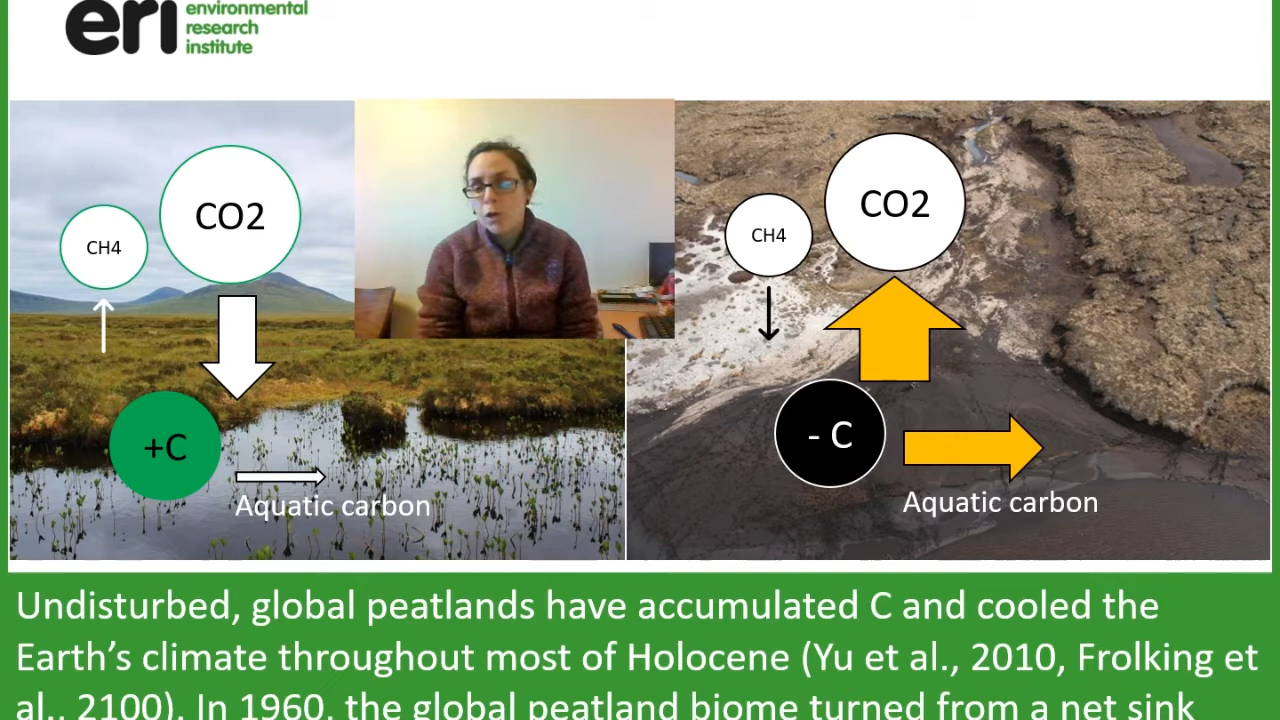 eri environmental
research
institute
CO2
CH4
+C
Aquatic carbon
CO2
CH4
- C
Aquatic carbon
Undisturbed, global peatlands have accumulated C and cooled the
Earth’s climate throughout most of Holocene (Yu et al., 2010, Frolking et
al., 2100). In 1960, the global peatland biome turned from a net sink